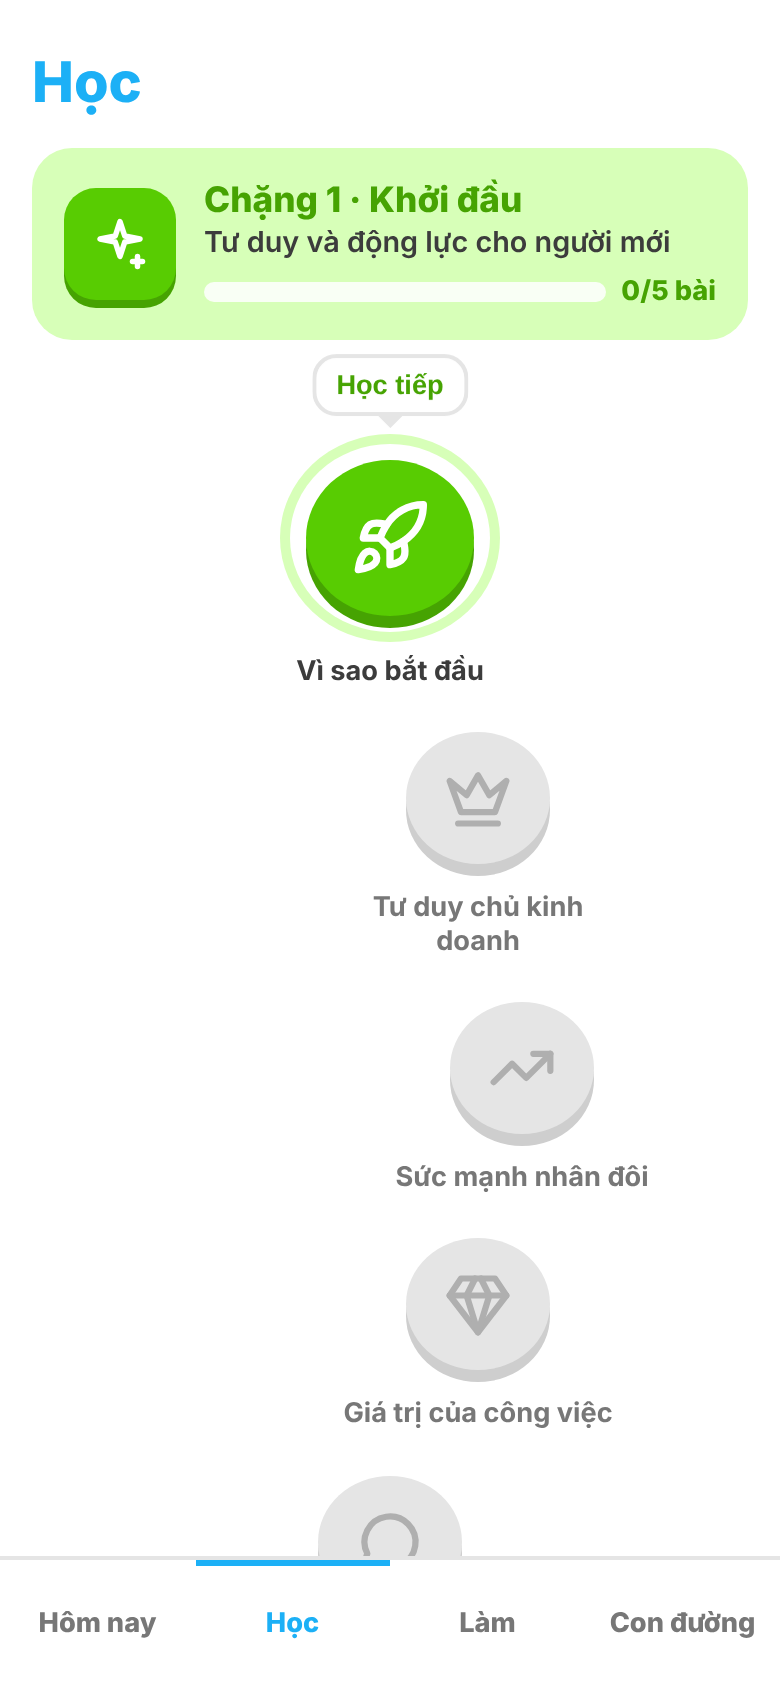 Học
Chặng 1 · Khởi đầu
Tư duy và động lực cho người mới
0/5 bài
Học tiếp
Vì sao bắt đầu
Tư duy chủ kinh
doanh
Sức mạnh nhân đôi
Giá trị của công việc
Hôm nay
Học
Làm
Con đường